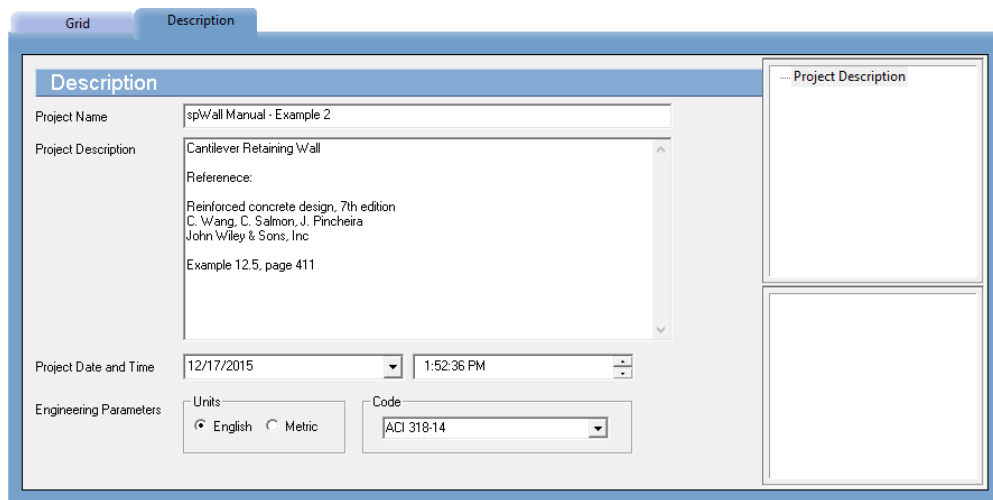 Grid
Description
Description
Project Description
Project Name
spWall Manual - Example 2
Project Description
Cantilever Retaining Wall
Referenece:
Reinforced concrete design, 7th edition
C. Wang, C. Salmon, J. Pincheira
John Wiley & Sons, Inc
Example 12.5, page 411
Project Date and Time
12/17/2015
1:52:36 PM
Engineering Parameters
Units
English
Metric
Code
ACI 318-14